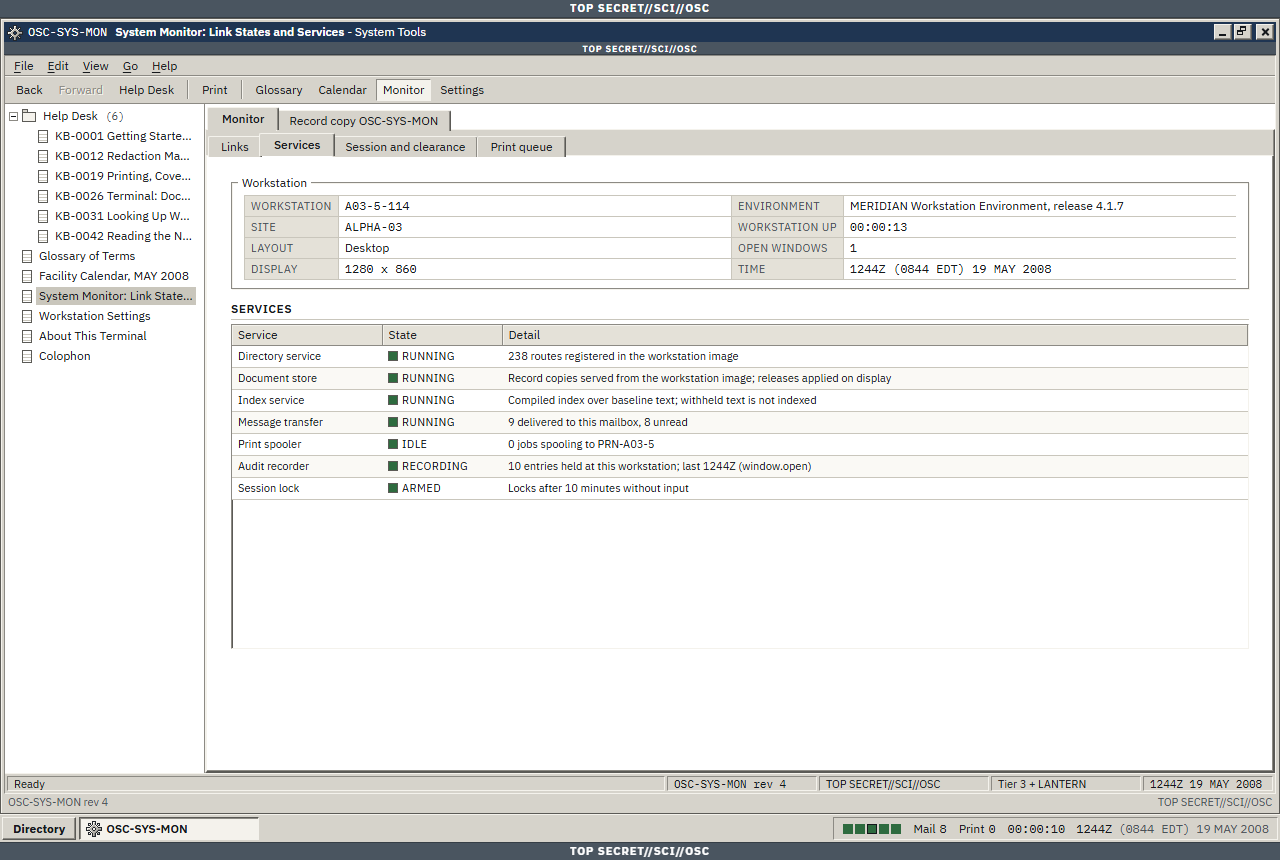 TOP SECRET//SCI//OSC
OSC-SYS-MON System Monitor: Link States and Services - System Tools
TOP SECRET//SCI//OSC
File Edit View Go Help
Back Forward Help Desk Print Glossary Calendar Monitor Settings
Help Desk (6)
KB-0001 Getting Starte...
KB-0012 Redaction Ma...
KB-0019 Printing, Cove...
KB-0026 Terminal: Doc...
KB-0031 Looking Up W...
KB-0042 Reading the N...
Glossary of Terms
Facility Calendar, MAY 2008
System Monitor: Link State...
Workstation Settings
About This Terminal
Colophon
Monitor Record copy OSC-SYS-MON
Links Services Session and clearance Print queue
Workstation
WORKSTATION A03-5-114 ENVIRONMENT MERIDIAN Workstation Environment, release 4.1.7
SITE ALPHA-03 WORKSTATION UP 00:00:13
LAYOUT Desktop OPEN WINDOWS 1
DISPLAY 1280 x 860 TIME 1244Z (0844 EDT) 19 MAY 2008
SERVICES
Service State Detail
Directory service RUNNING 238 routes registered in the workstation image
Document store RUNNING Record copies served from the workstation image; releases applied on display
Index service RUNNING Compiled index over baseline text; withheld text is not indexed
Message transfer RUNNING 9 delivered to this mailbox, 8 unread
Print spooler IDLE 0 jobs spooling to PRN-A03-5
Audit recorder RECORDING 10 entries held at this workstation; last 1244Z (window.open)
Session lock ARMED Locks after 10 minutes without input
Ready OSC-SYS-MON rev 4 TOP SECRET//SCI//OSC Tier 3 + LANTERN 1244Z 19 MAY 2008
OSC-SYS-MON rev 4 TOP SECRET//SCI//OSC
Directory OSC-SYS-MON Mail 8 Print 0 00:00:10 1244Z (0844 EDT) 19 MAY 2008
TOP SECRET//SCI//OSC